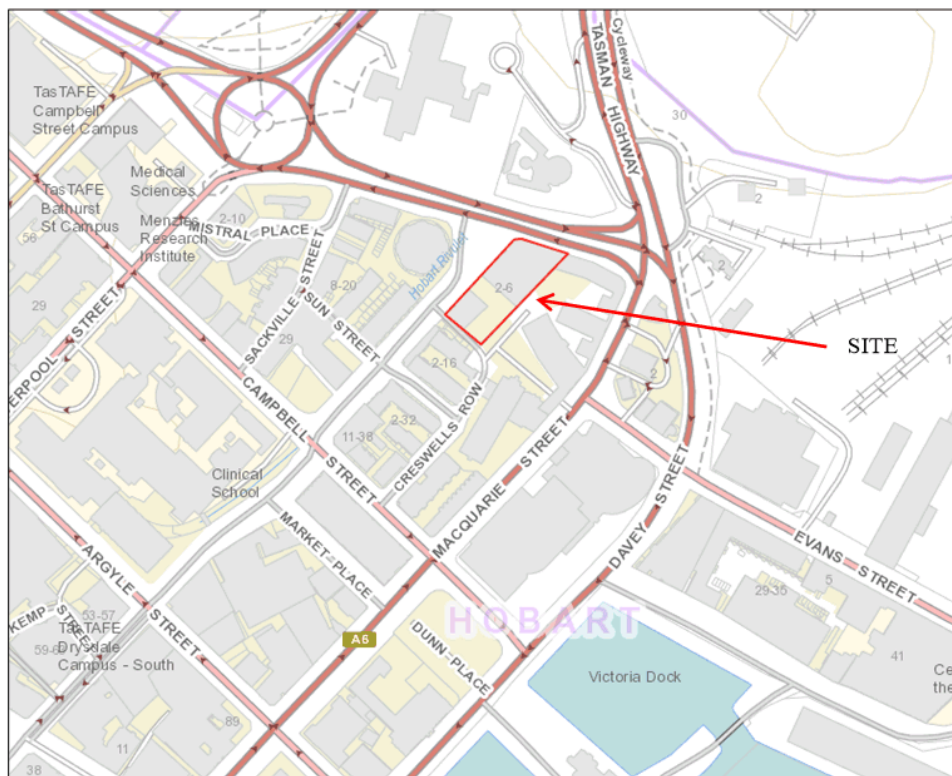 TasTAFE
Campbell
Street Campus
TASMAN HIGHWAY
Cycleway
30
Medical
Sciences
TasTAFE
Bathurst
St Campus
Menzies
Research
Institute
2-10
MISTRAL PLACE
56
2
2
29
8-20
SACKVILLE STREET
SUN STREET
29
Hobart Rivulet
2-6
SITE
2
ERPOOL STREET
2-16
CAMPBELL STREET
2-32
11-38
CRESWELLS-ROW
Clinical
School
MACQUARIE STREET
DAVEY STREET
EVANS STREET
MARKET-PLACE
ARGYLE STREET
5
29-35
KEMP-STREET
53-57
TasTAFE
Drysdale
Campus - South
HOBART
A6
DUNN-PLACE
41
Victoria Dock
Ce
the
89
11
38